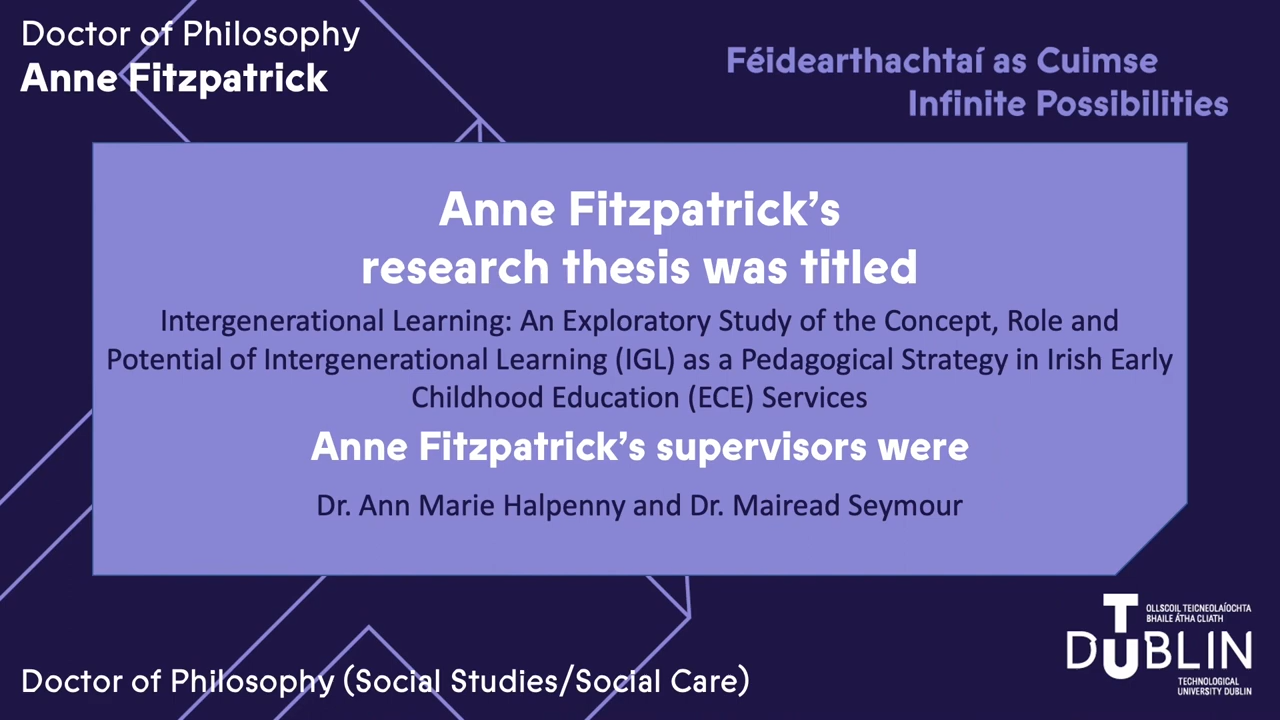 Doctor of Philosophy
Anne Fitzpatrick
Féidearthachtaí as Cuimse
Infinite Possibilities
Anne Fitzpatrick’s
research thesis was titled
Intergenerational Learning: An Exploratory Study of the Concept, Role and
Potential of Intergenerational Learning (IGL) as a Pedagogical Strategy in Irish Early
Childhood Education (ECE) Services
Anne Fitzpatrick’s supervisors were
Dr. Ann Marie Halpenny and Dr. Mairead Seymour
Doctor of Philosophy (Social Studies/Social Care)
OLLSCOIL TEICNEOLAÍOCHTA
BHAILE ÁTHA CLIATH
TU DUBLIN
TECHNOLOGICAL
UNIVERSITY DUBLIN